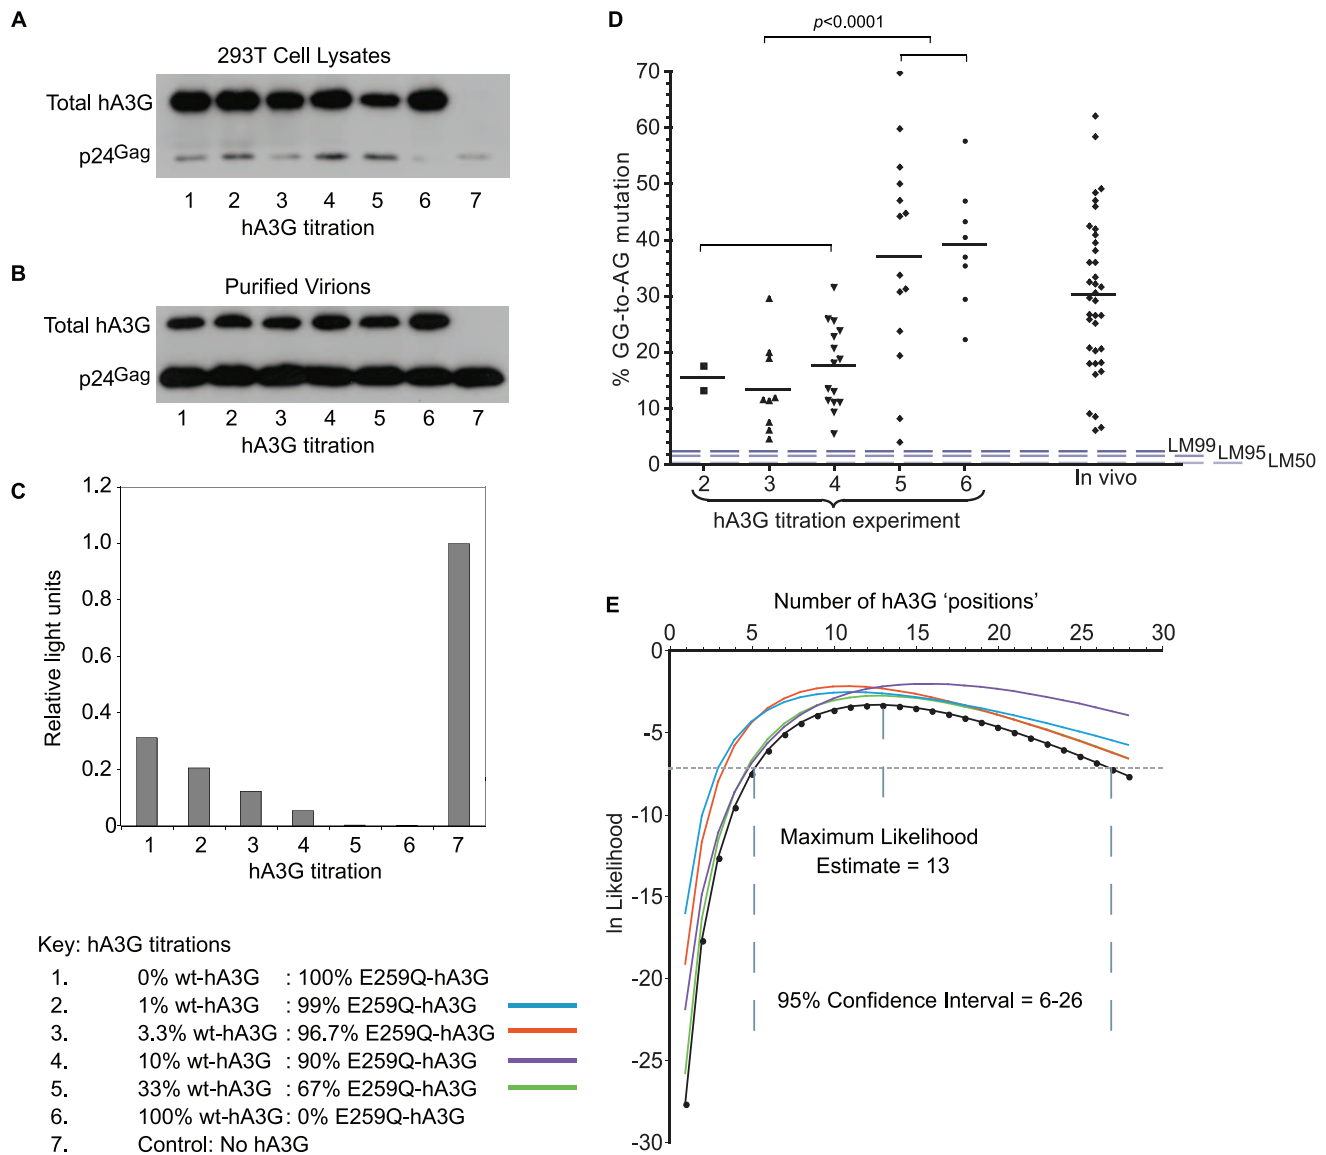 A
293T Cell Lysates
Total hA3G
p24Gag
1 2 3 4 5 6 7
hA3G titration
B
Purified Virions
Total hA3G
p24Gag
1 2 3 4 5 6 7
hA3G titration
C
1.2
1.0
0.8
0.6
0.4
0.2
0
Relative light units
1 2 3 4 5 6 7
hA3G titration
Key: hA3G titrations
1. 0% wt-hA3G : 100% E259Q-hA3G
2. 1% wt-hA3G : 99% E259Q-hA3G
3. 3.3% wt-hA3G : 96.7% E259Q-hA3G
4. 10% wt-hA3G : 90% E259Q-hA3G
5. 33% wt-hA3G : 67% E259Q-hA3G
6. 100% wt-hA3G : 0% E259Q-hA3G
7. Control: No hA3G
D
p<0.0001
70
60
50
40
30
20
10
0
% GG-to-AG mutation
LM99
LM95
LM50
2 3 4 5 6 In vivo
hA3G titration experiment
E
Number of hA3G ‘positions’
0 5 10 15 20 25 30
0
-5
-10
-15
-20
-25
-30
ln Likelihood
Maximum Likelihood
Estimate = 13
95% Confidence Interval = 6-26